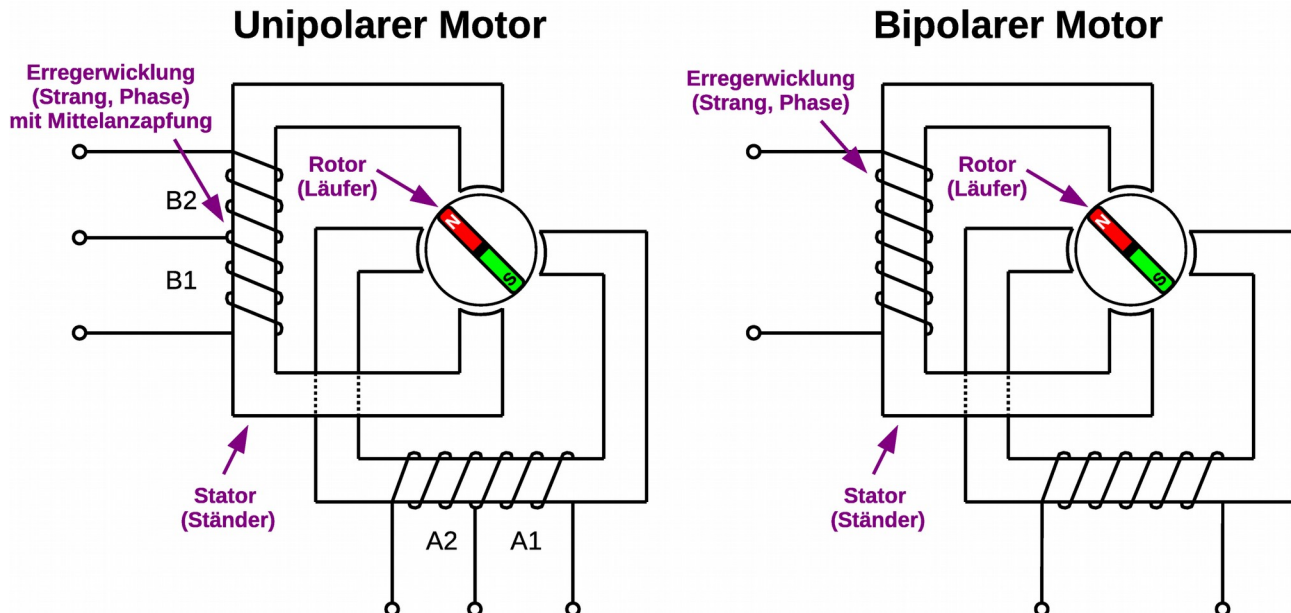 Unipolarer Motor
Erregerwicklung
(Strang, Phase)
mit Mittelanzapfung
Rotor
(Läufer)
B2
N
B1
S
Stator
(Ständer)
A2
A1
Bipolarer Motor
Erregerwicklung
(Strang, Phase)
Rotor
(Läufer)
N
S
Stator
(Ständer)